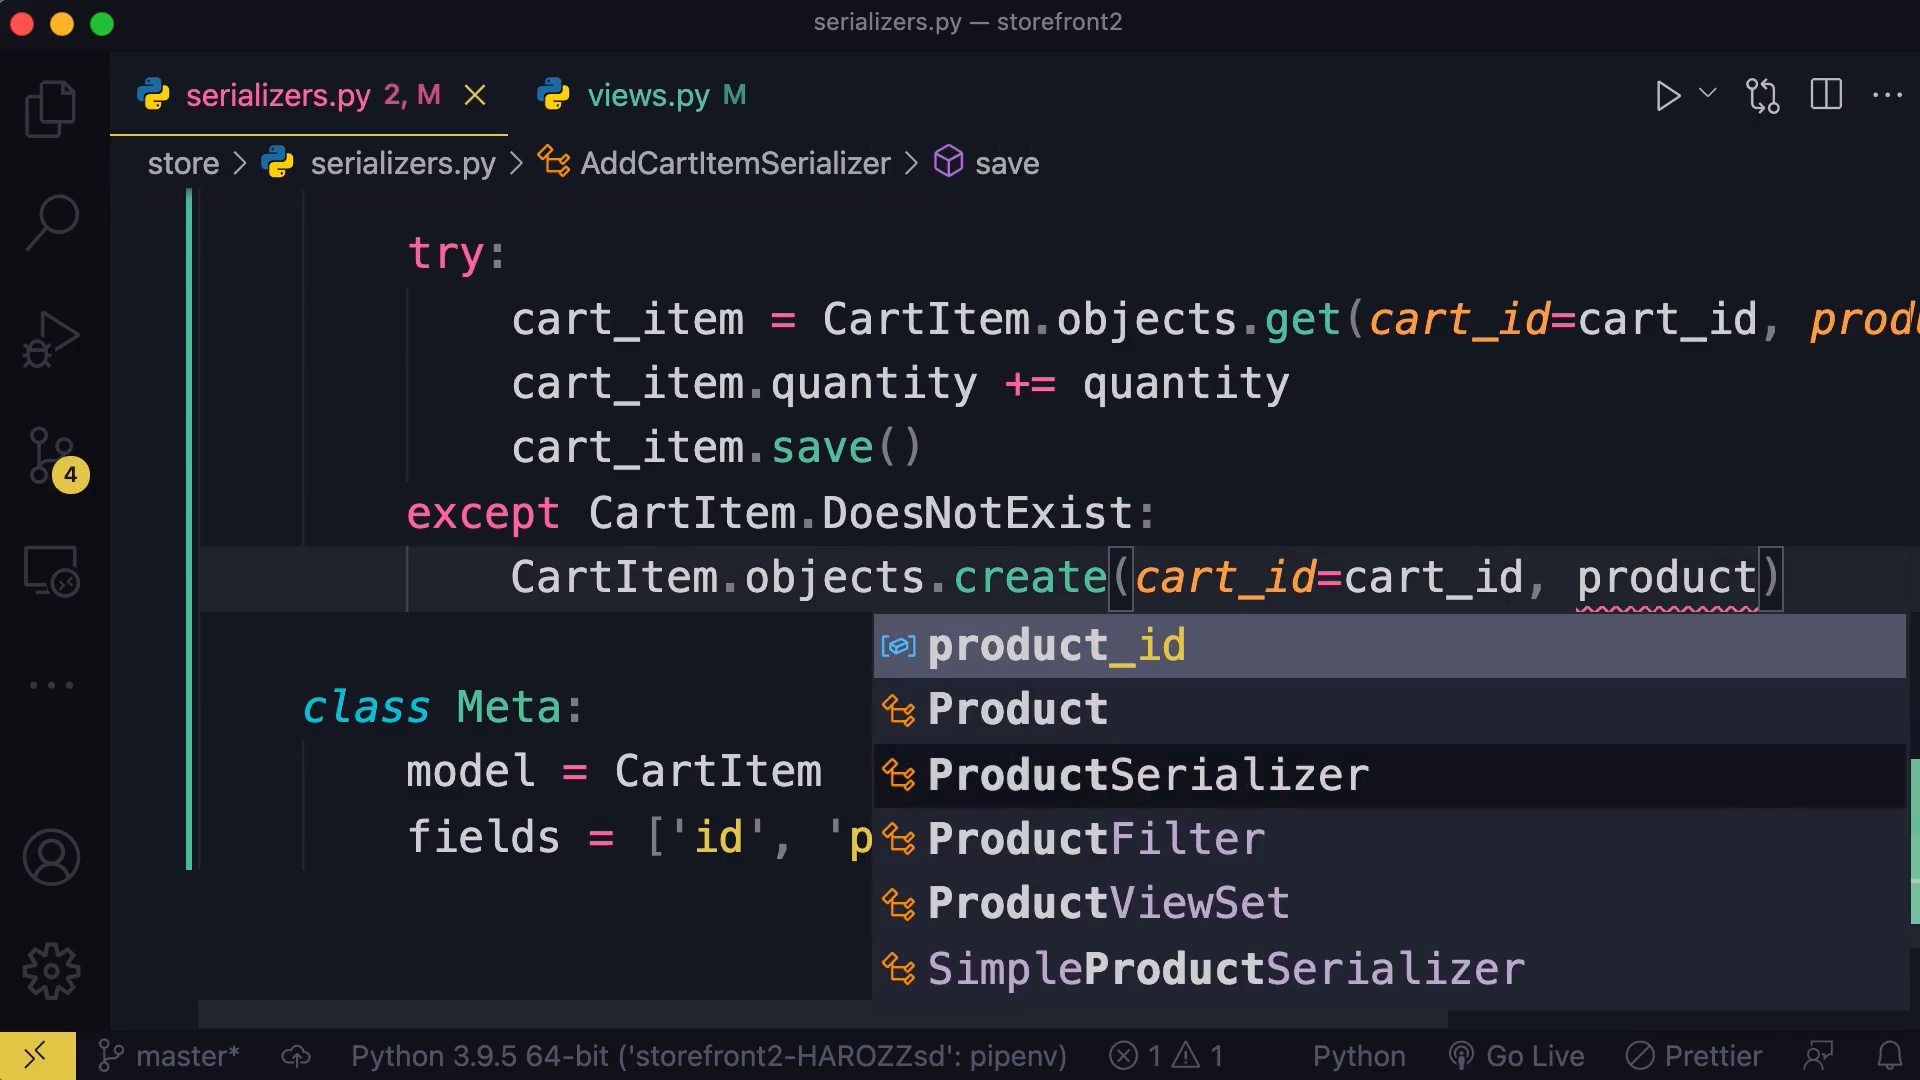 serializers.py — storefront2
serializers.py 2, M
views.py M
store > serializers.py > AddCartItemSerializer > save
try:
cart_item = CartItem.objects.get(cart_id=cart_id, produ
cart_item.quantity += quantity
cart_item.save()
except CartItem.DoesNotExist:
CartItem.objects.create(cart_id=cart_id, product)
product_id
Product
ProductSerializer
ProductFilter
ProductViewSet
SimpleProductSerializer
class Meta:
model = CartItem
fields = ['id', 'p
4
master*
Python 3.9.5 64-bit ('storefront2-HAROZZsd': pipenv)
1
1
Python
Go Live
Prettier